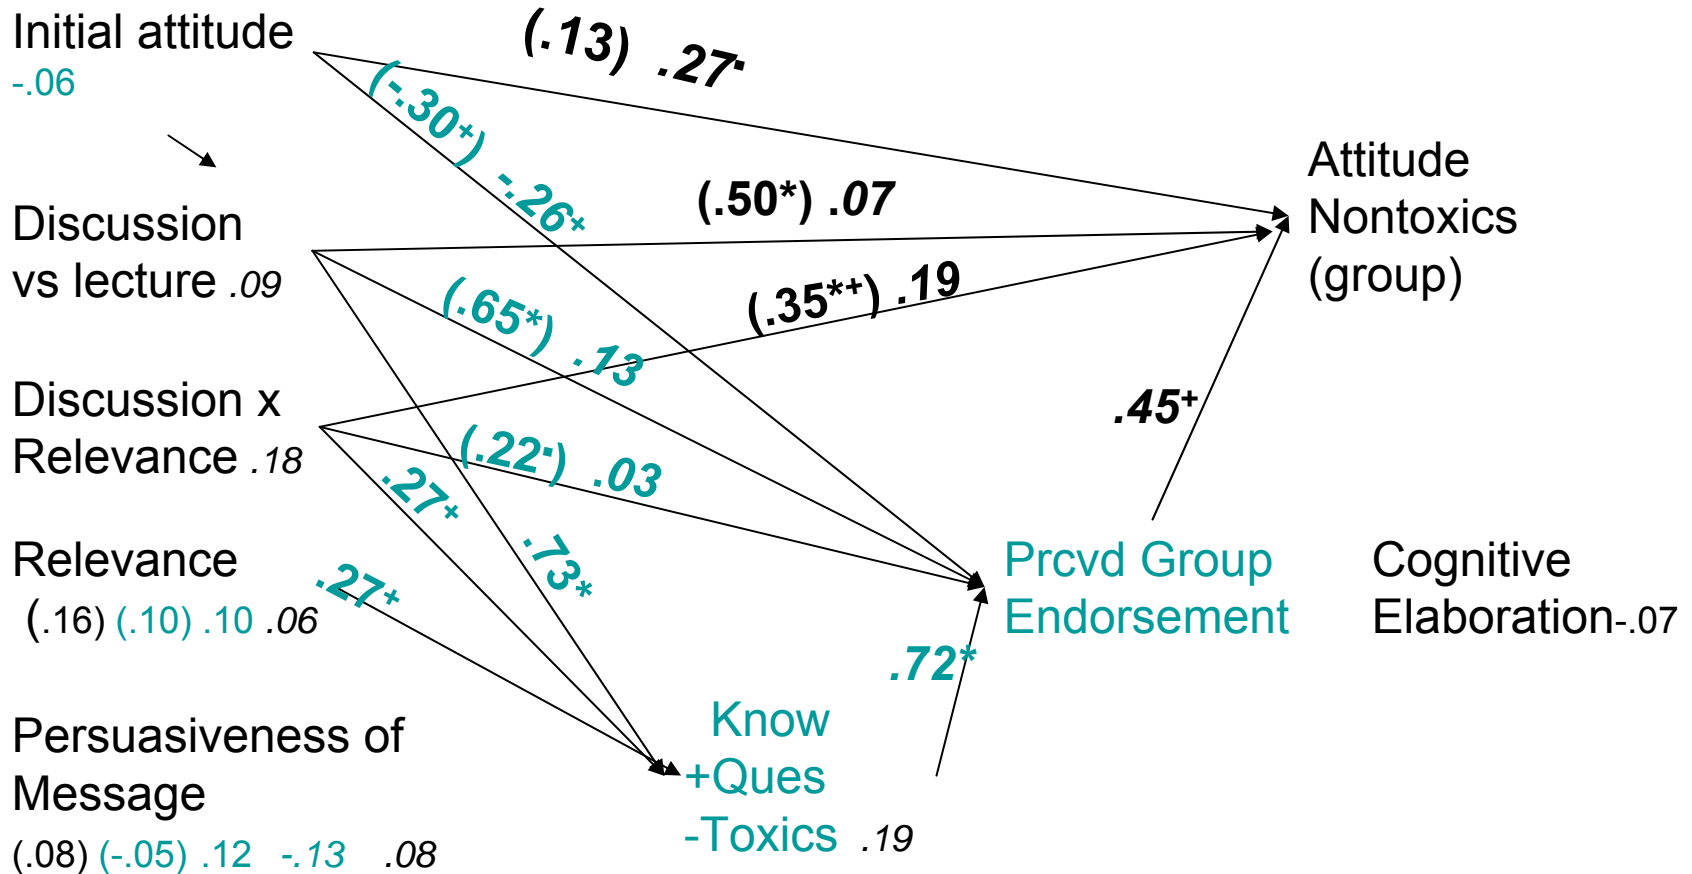 Initial attitude
-.06
(.13) .27▪
(-.30⁺) -.26⁺
Attitude
Nontoxics
(group)
Discussion
vs lecture .09
(.50*) .07
(.65*) .13
(.35*⁺) .19
Discussion x
Relevance .18
.45⁺
(.22▪) .03
.27⁺
.73*
Relevance
(.16) (.10) .10 .06
.27⁺
Prcvd Group
Endorsement
Cognitive
Elaboration-.07
.72*
Persuasiveness of
Message
(.08) (-.05) .12 -.13 .08
Know
+Ques
-Toxics .19